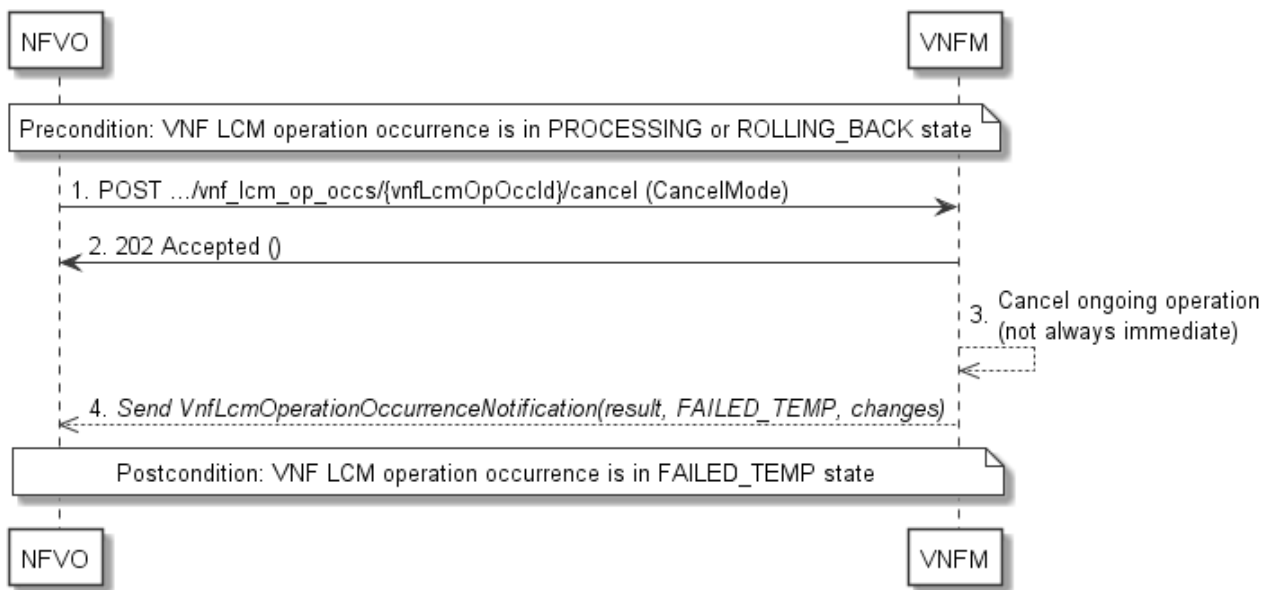 NFVO
VNFM
Precondition: VNF LCM operation occurrence is in PROCESSING or ROLLING_BACK state
1. POST .../vnf_lcm_op_occs/{vnfLcmOpOccId}/cancel (CancelMode)
2. 202 Accepted ()
3. Cancel ongoing operation
(not always immediate)
4. Send VnfLcmOperationOccurrenceNotification(result, FAILED_TEMP, changes)
Postcondition: VNF LCM operation occurrence is in FAILED_TEMP state
NFVO
VNFM